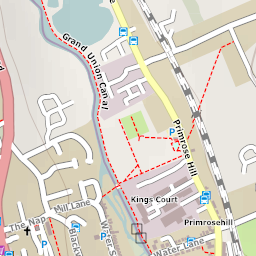 Grand Union Canal
Primrose Hill
P
P
Kings Court
Mill Lane
The Nap
Primrosehill
Water Lane